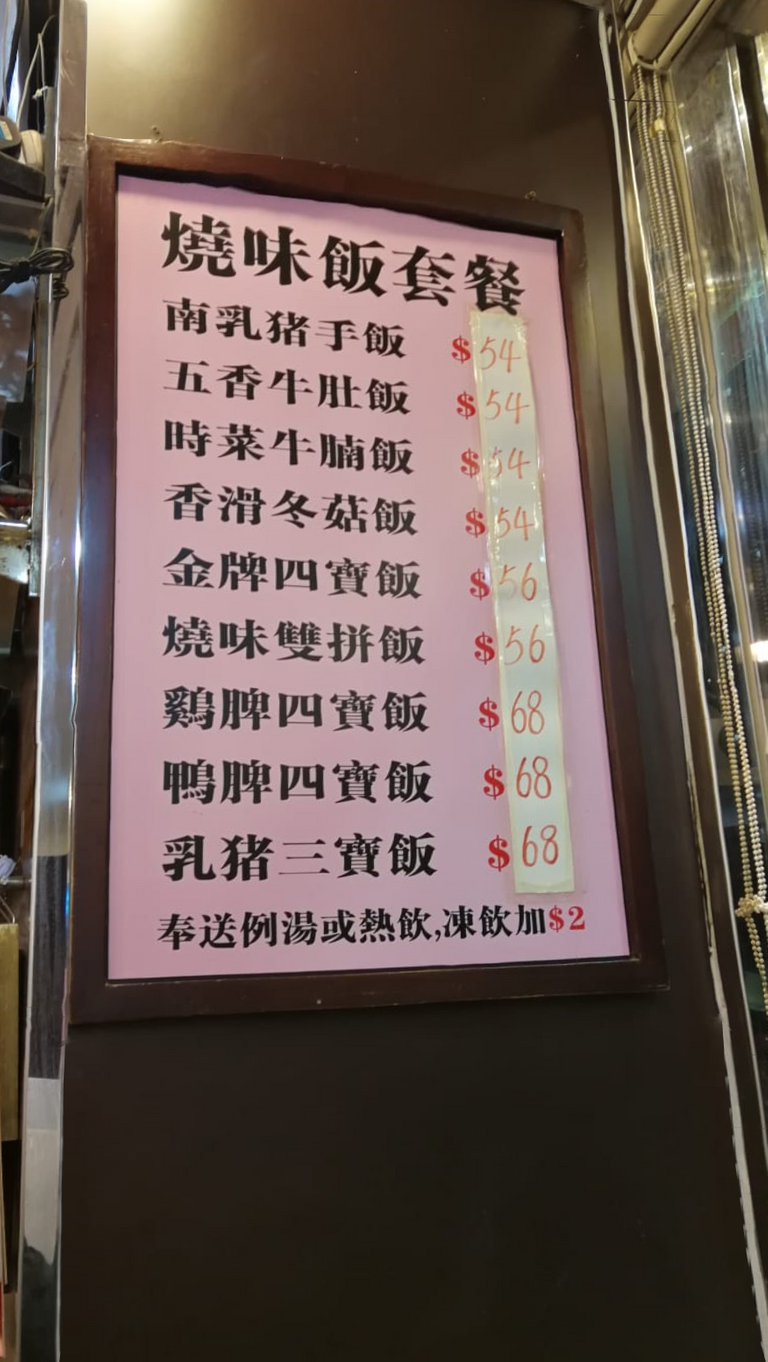 燒味飯套餐
南乳猪手飯 $54
五香牛肚飯 $54
時菜牛腩飯 $54
香滑冬菇飯 $54
金牌四寶飯 $56
燒味雙拼飯 $56
鷄脾四寶飯 $68
鴨脾四寶飯 $68
乳猪三寶飯 $68
奉送例湯或熱飲,凍飲加$2